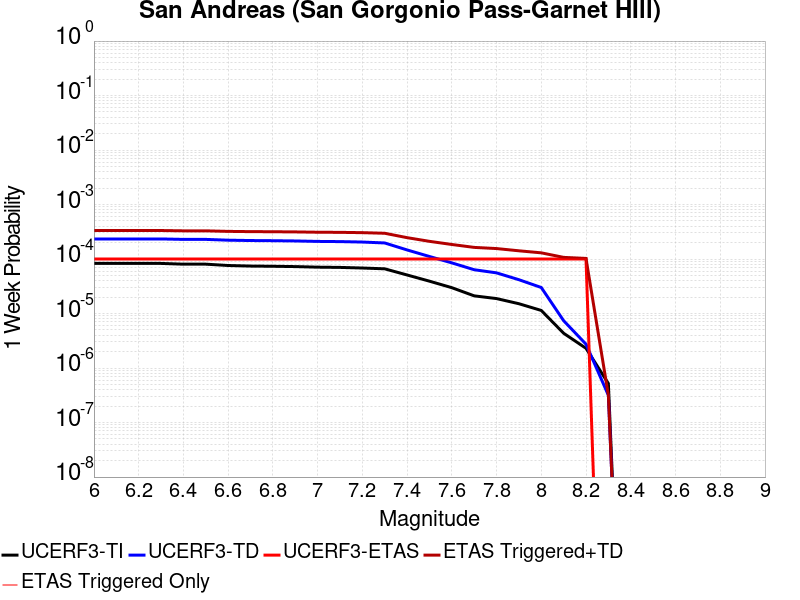 San Andreas (San Gorgonio Pass-Garnet HIll)
10 0
10 -1
10 -2
10 -3
10 -4
10 -5
10 -6
10 -7
10 -8
1 Week Probability
6 6.2 6.4 6.6 6.8 7 7.2 7.4 7.6 7.8 8 8.2 8.4 8.6 8.8 9
Magnitude
UCERF3-TI UCERF3-TD UCERF3-ETAS ETAS Triggered+TD
ETAS Triggered Only